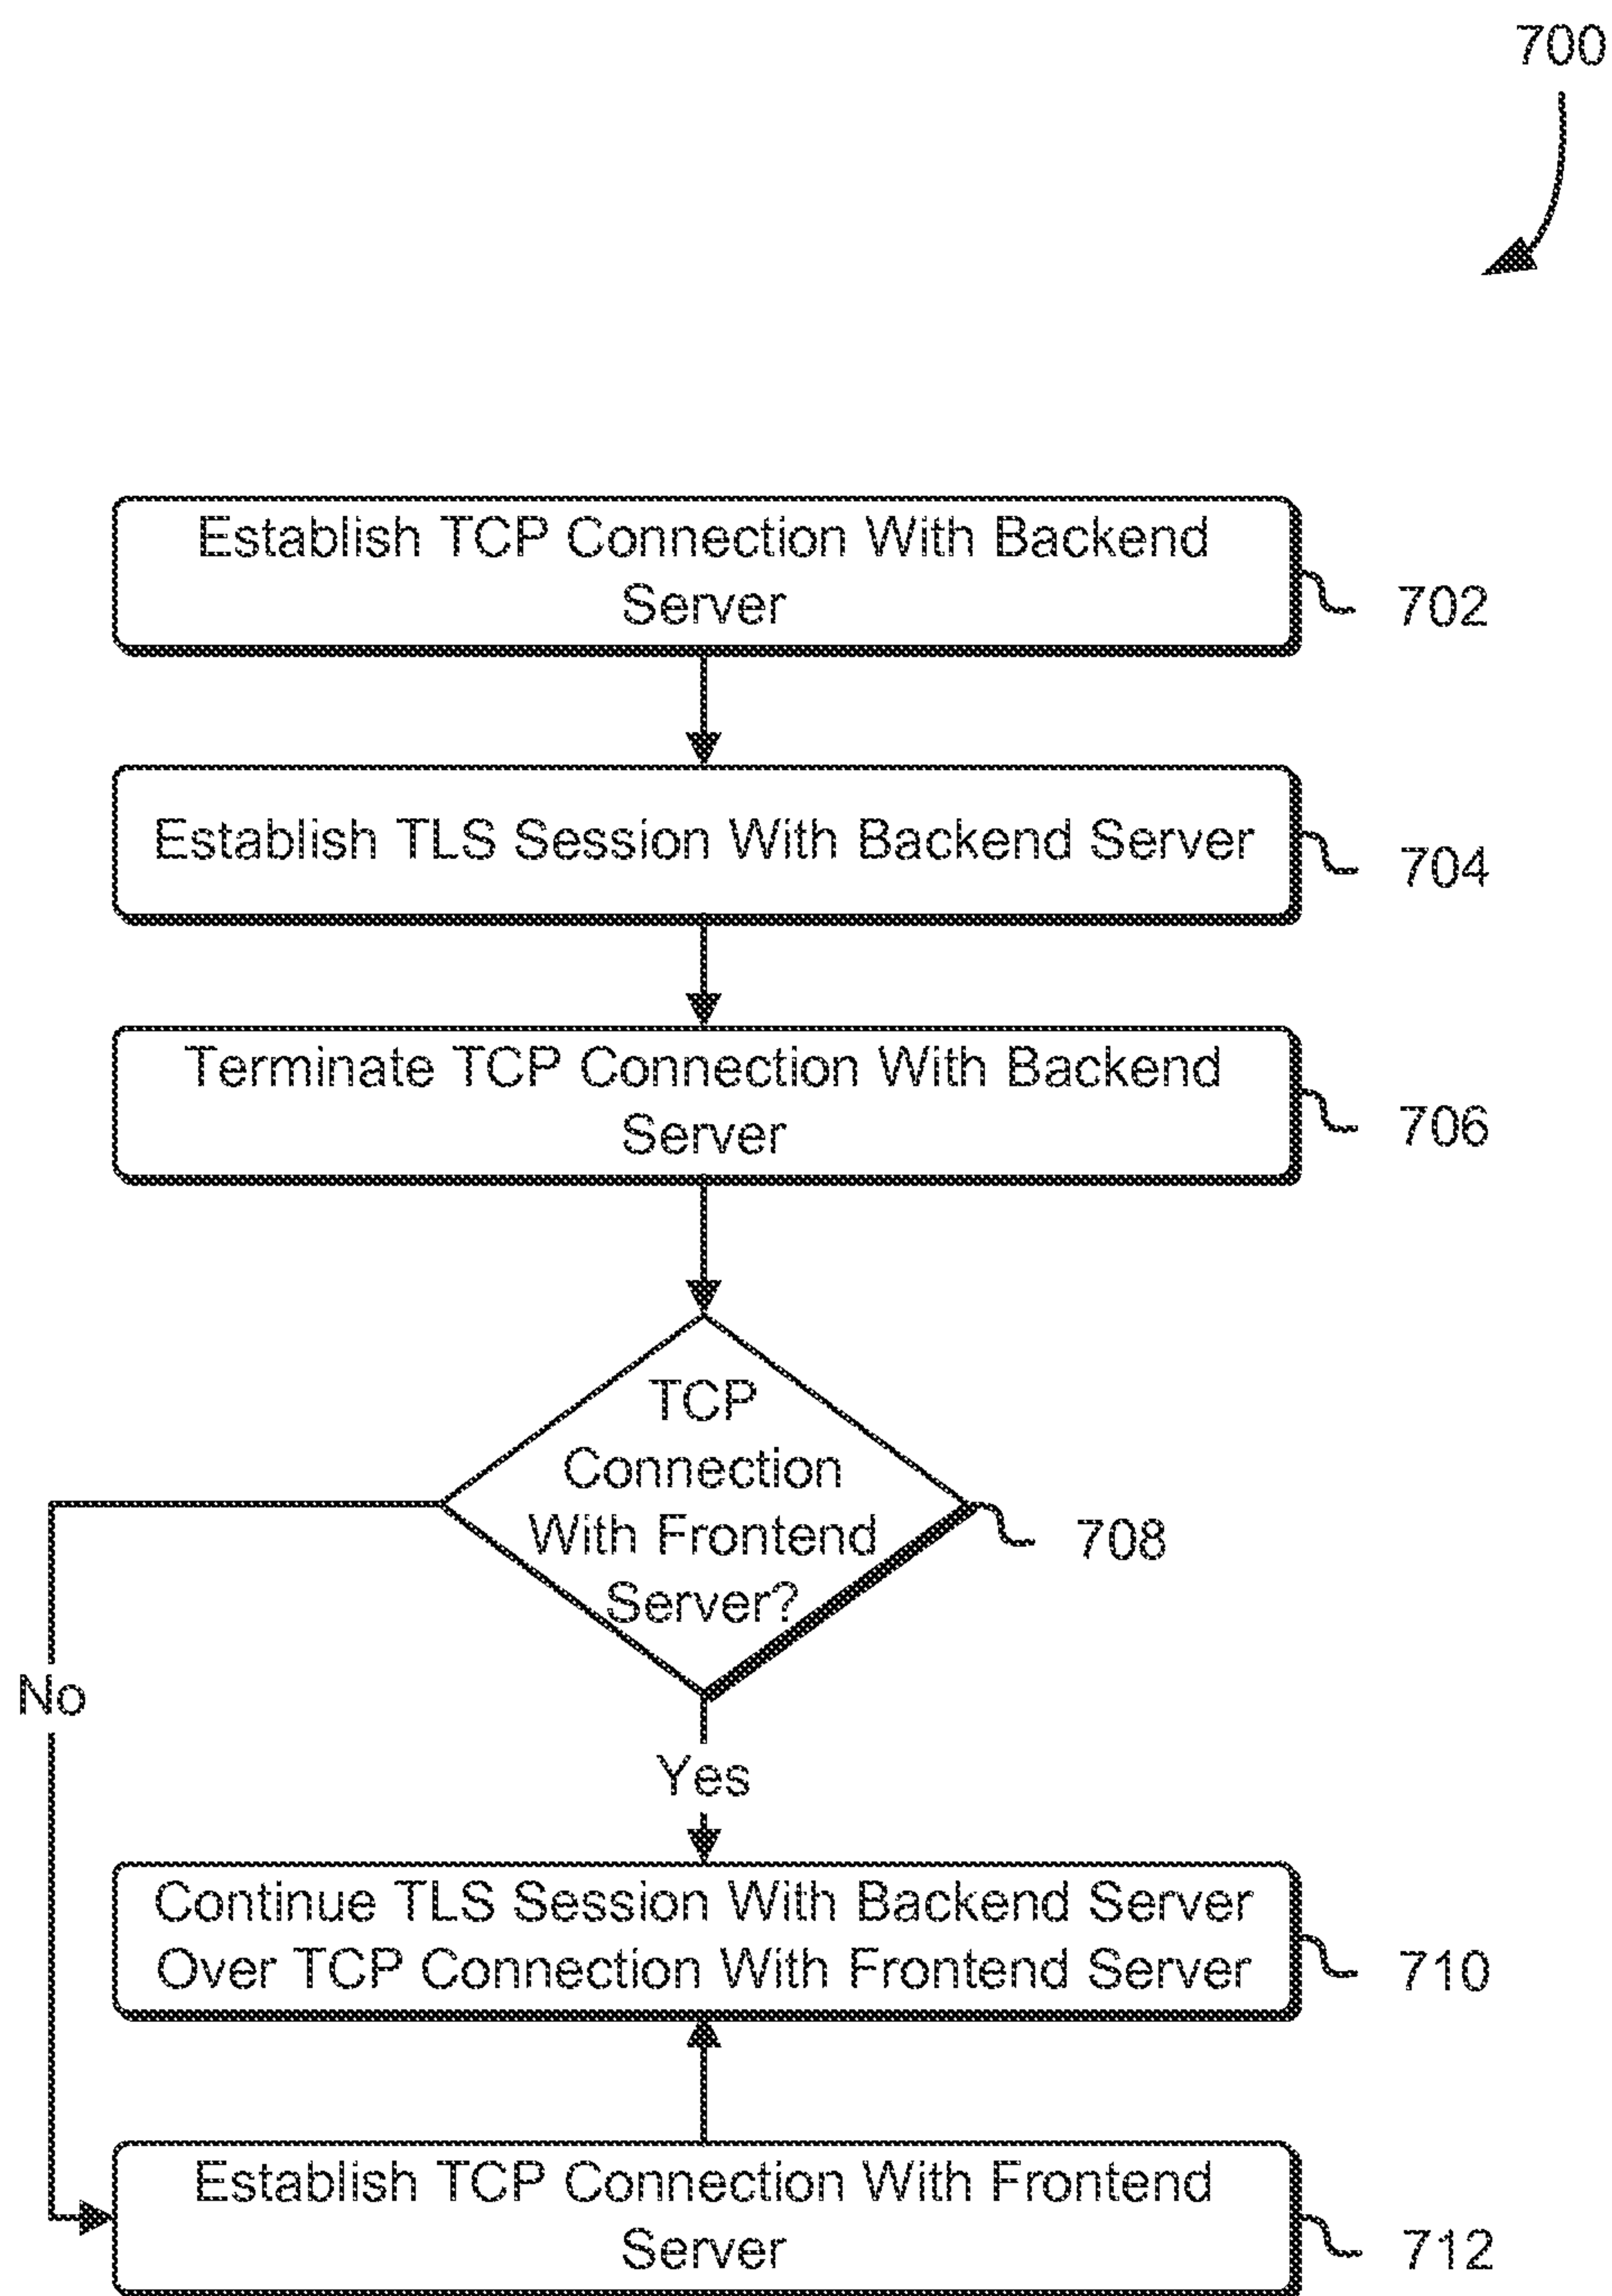 700
Establish TCP Connection With Backend
Server
702
Establish TLS Session With Backend Server
704
Terminate TCP Connection With Backend
Server
706
TCP
Connection
With Frontend
Server?
708
No
Yes
Continue TLS Session With Backend Server
Over TCP Connection With Frontend Server
710
Establish TCP Connection With Frontend
Server
712